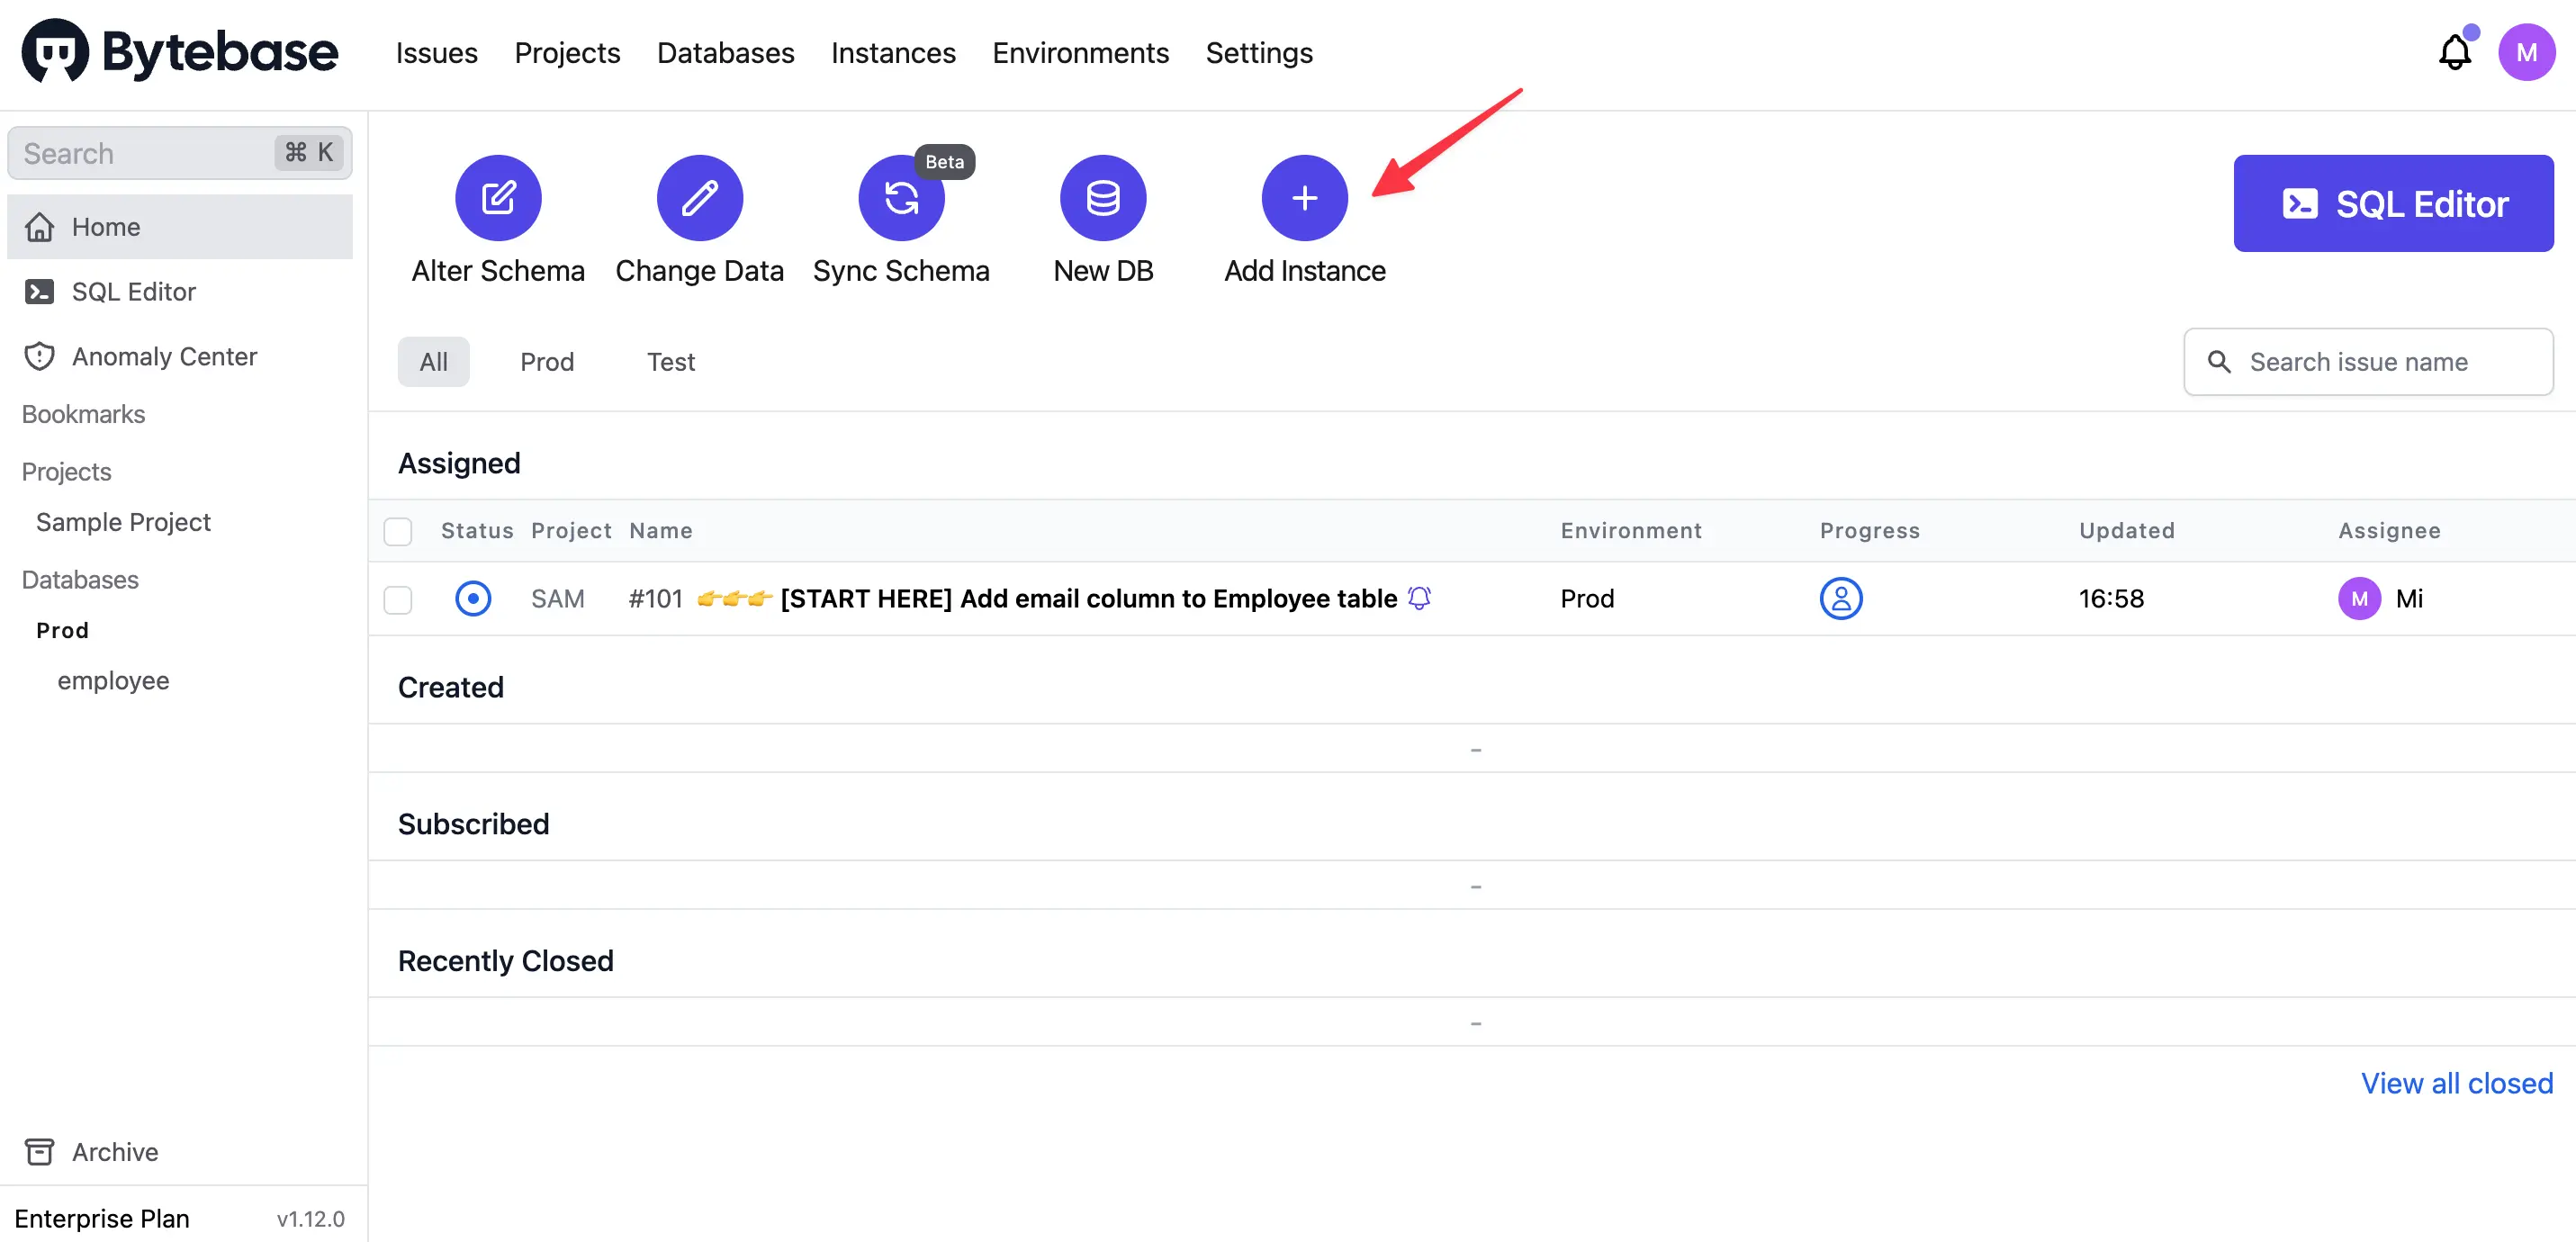 Bytebase Issues Projects Databases Instances Environments Settings M
Search ⌘ K
Home
SQL Editor
Anomaly Center
Bookmarks
Projects
Sample Project
Databases
Prod
employee
Archive
Enterprise Plan v1.12.0
Beta
Alter Schema Change Data Sync Schema New DB Add Instance
SQL Editor
All Prod Test Search issue name
Assigned
Status Project Name Environment Progress Updated Assignee
SAM #101 👉👉👉 [START HERE] Add email column to Employee table Prod 16:58 M Mi
Created
-
Subscribed
-
Recently Closed
-
View all closed